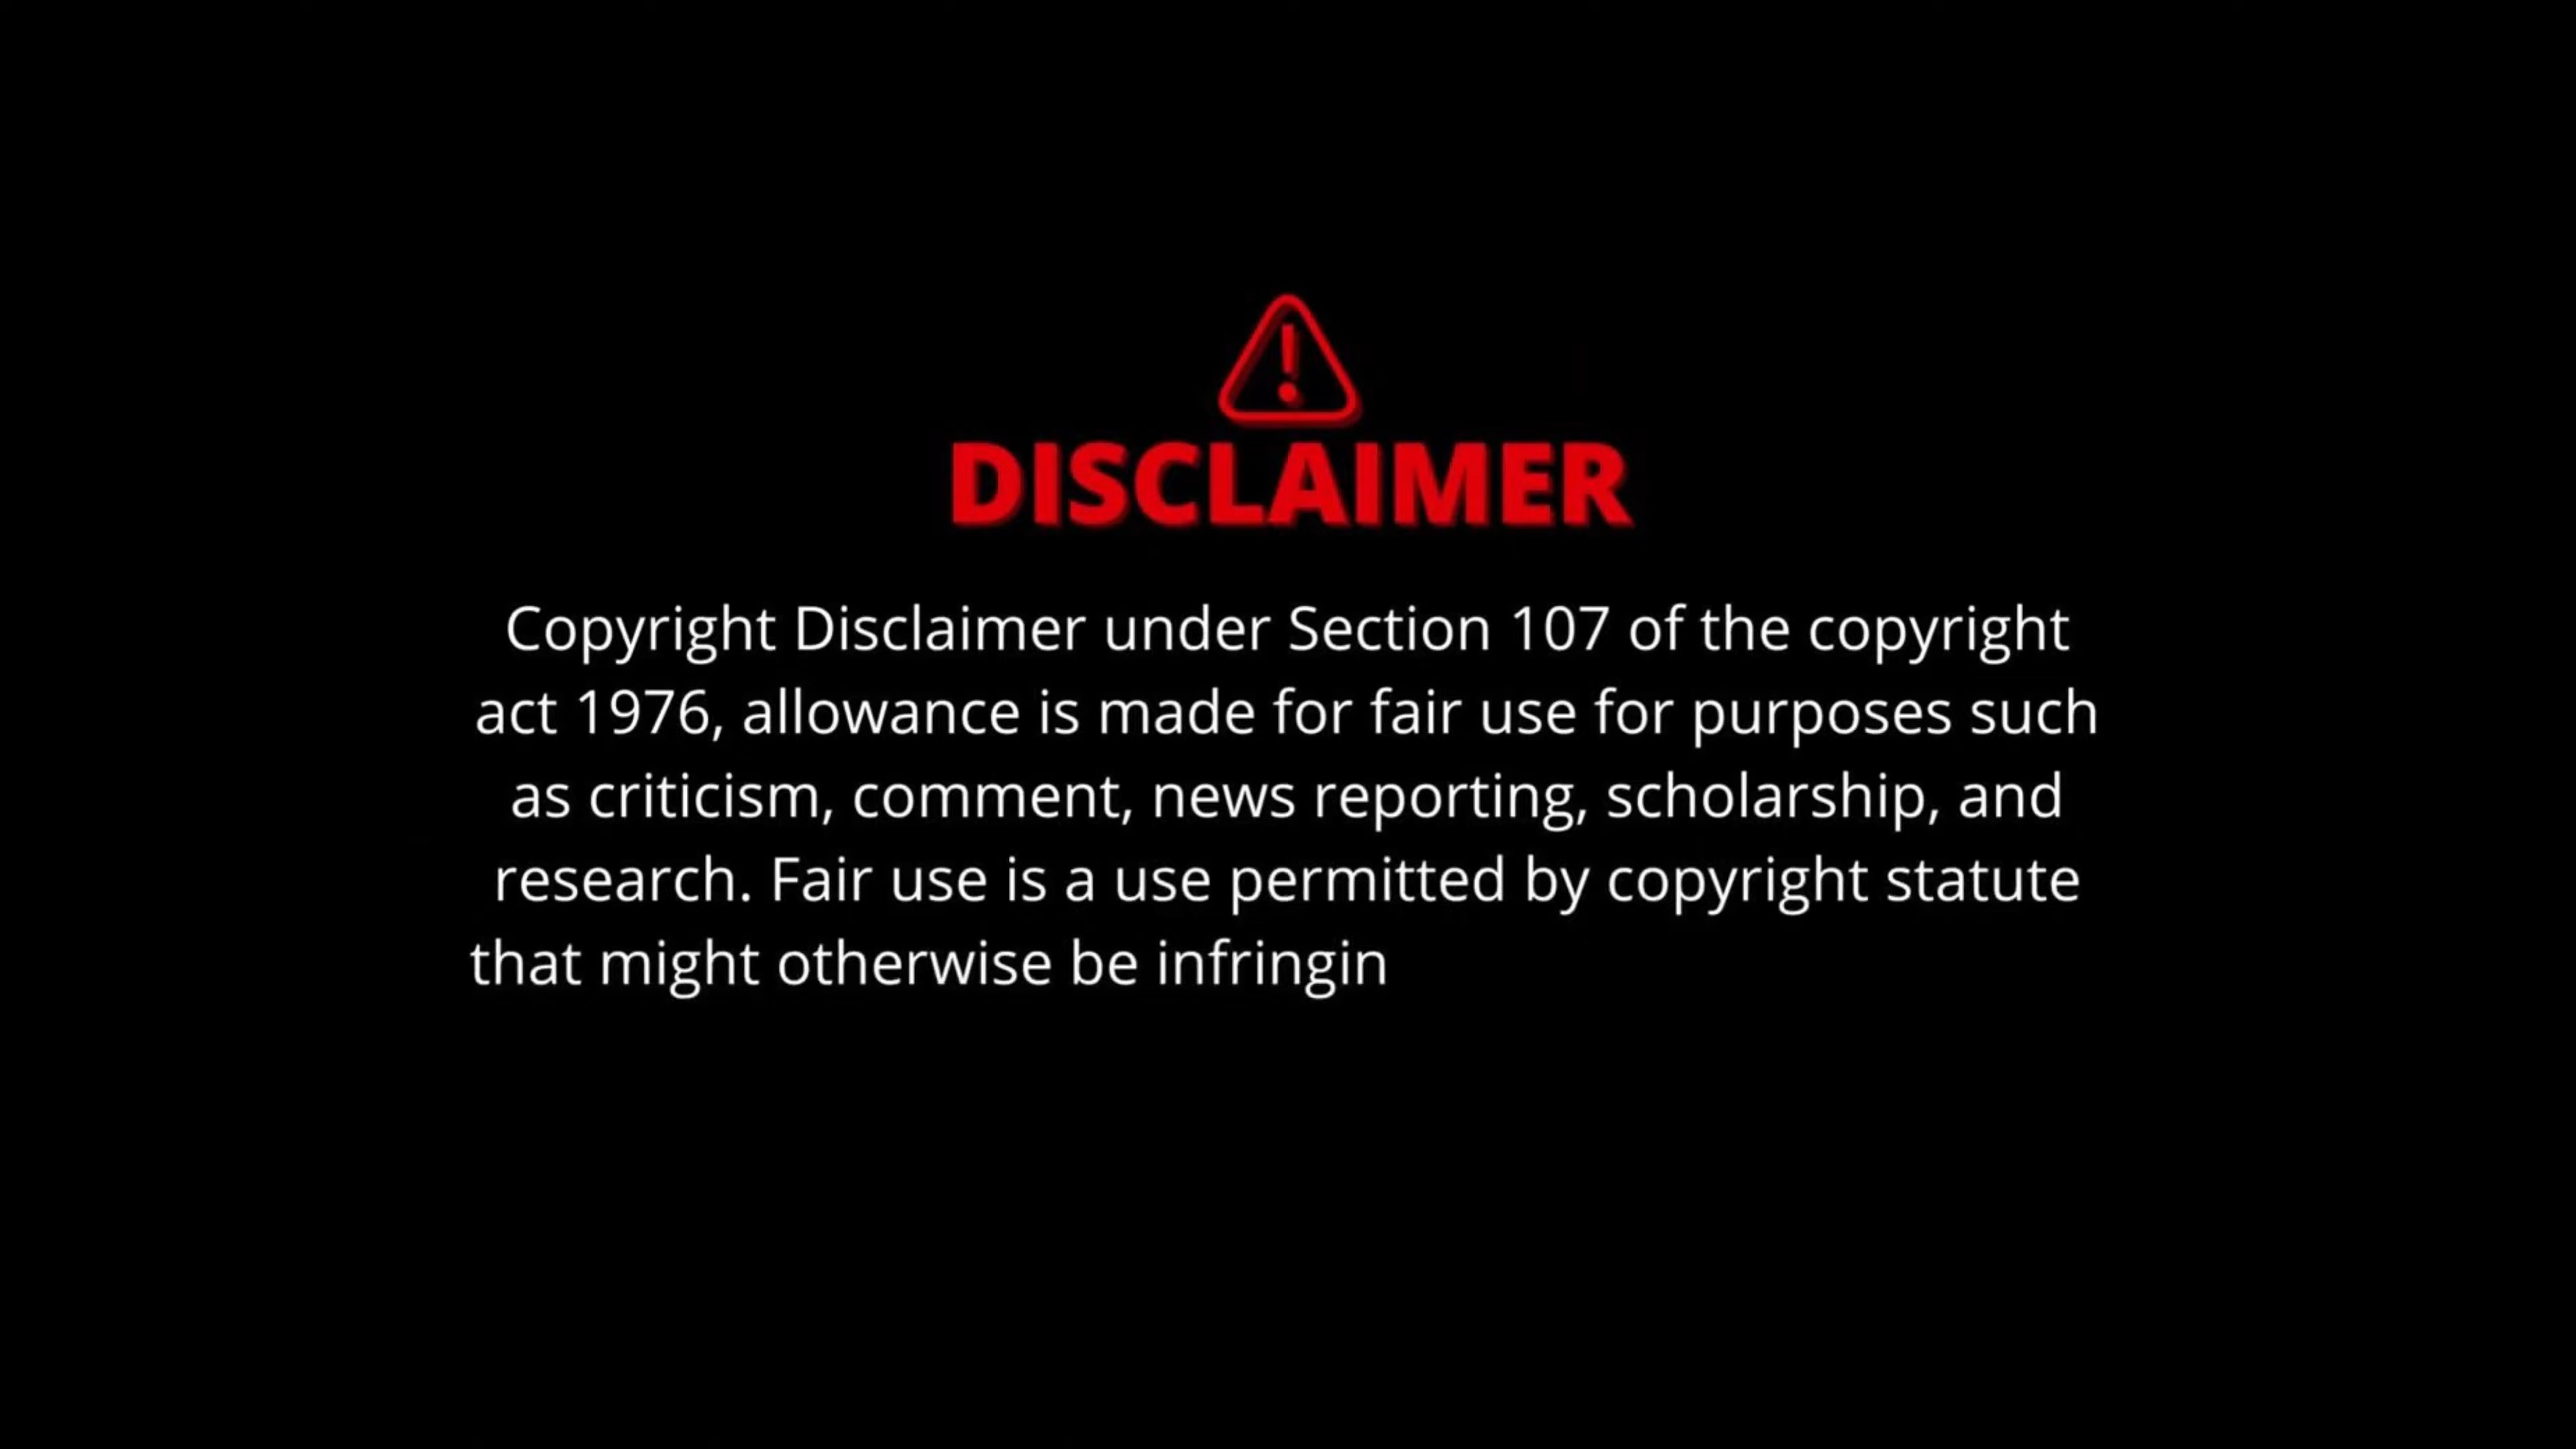 DISCLAIMER
Copyright Disclaimer under Section 107 of the copyright
act 1976, allowance is made for fair use for purposes such
as criticism, comment, news reporting, scholarship, and
research. Fair use is a use permitted by copyright statute
that might otherwise be infringin